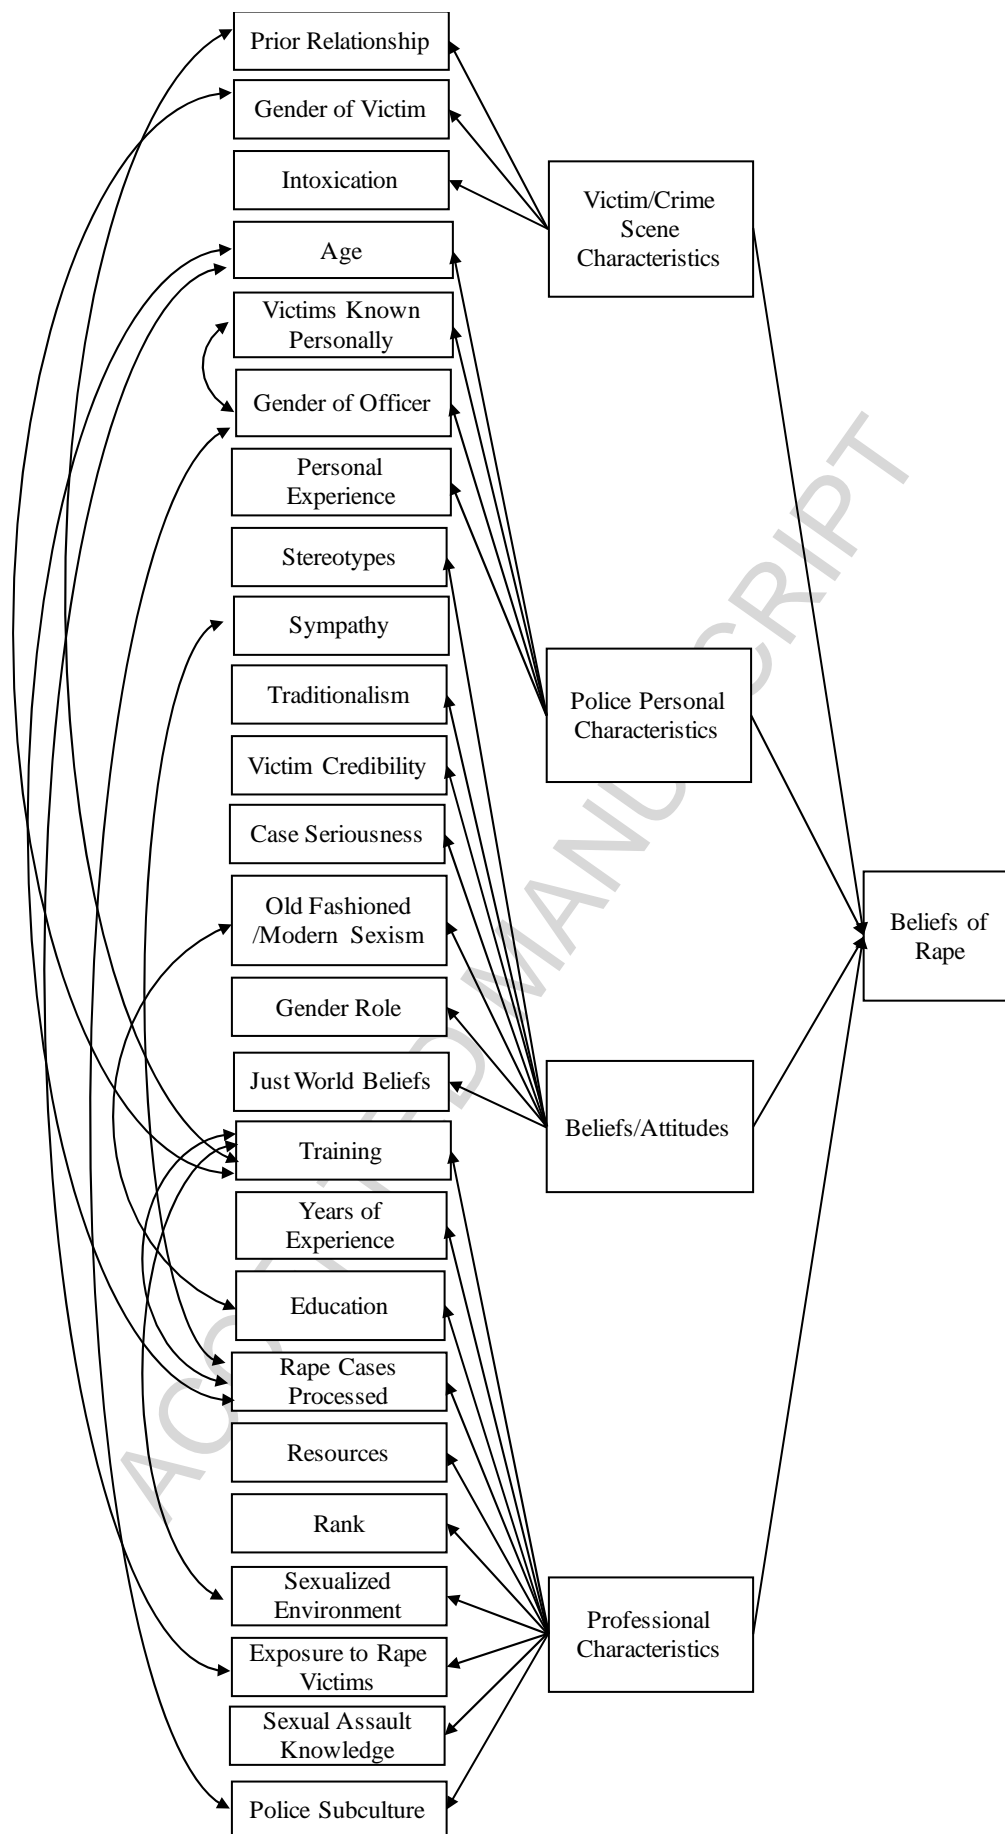 Prior Relationship
Gender of Victim
Intoxication
Age
Victims Known
Personally
Gender of Officer
Personal
Experience
Stereotypes
Sympathy
Traditionalism
Victim Credibility
Case Seriousness
Old Fashioned
/Modern Sexism
Gender Role
Just World Beliefs
Training
Years of
Experience
Education
Rape Cases
Processed
Resources
Rank
Sexualized
Environment
Exposure to Rape
Victims
Sexual Assault
Knowledge
Police Subculture
Victim/Crime
Scene
Characteristics
Police Personal
Characteristics
Beliefs/Attitudes
Professional
Characteristics
Beliefs of
Rape
ACCEPTED MANUSCRIPT